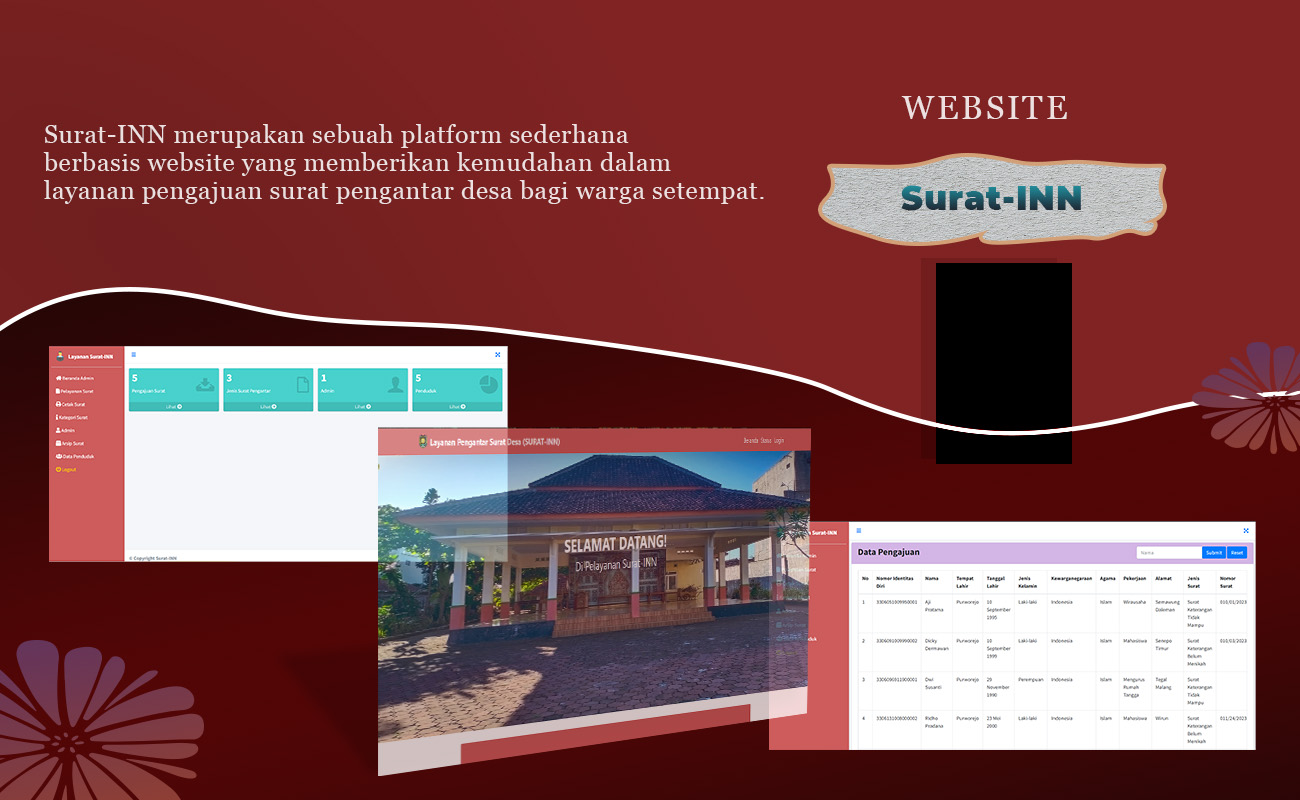 Surat-INN merupakan sebuah platform sederhana
berbasis website yang memberikan kemudahan dalam
layanan pengajuan surat pengantar desa bagi warga setempat.
WEBSITE
Surat-INN
Layanan Surat-INN
Beranda Admin
Pelayanan Surat
Cetak Surat
Kategori Surat
Admin
Arsip Surat
Data Penduduk
Logout
5 3 1 5
Pengajuan Surat Jenis Surat Pengantar Admin Penduduk
Lihat Lihat Lihat Lihat
© Copyright Surat-INN
Layanan Pengantar Surat Desa (SURAT-INN)
Beranda Status Login
SELAMAT DATANG!
Di Pelayanan Surat-INN
Surat-INN
Data Pengajuan
Nama Submit Reset
No Nomor Identitas Diri Nama Tempat Lahir Tanggal Lahir Jenis Kelamin Kewarganegaraan Agama Pekerjaan Alamat Jenis Surat Nomor Surat
1 Aji Pratama Purworejo 10 September 1995 Laki-laki Indonesia Islam Wirausaha Semawung Daleman Surat Keterangan Tidak Mampu 010/01/2023
2 Dicky Dermawan Purworejo 10 September 1999 Laki-laki Indonesia Islam Mahasiswa Senepo Timur Surat Keterangan Belum Menikah 010/03/2023
3 Dwi Susanti Purworejo 29 November 1990 Perempuan Indonesia Islam Mengurus Rumah Tangga Tegal Malang Surat Keterangan Tidak Mampu
4 Ridho Pradana Purworejo 23 Mei 2000 Laki-laki Indonesia Islam Mahasiswa Wirun Surat Keterangan Belum Menikah 011/24/2023